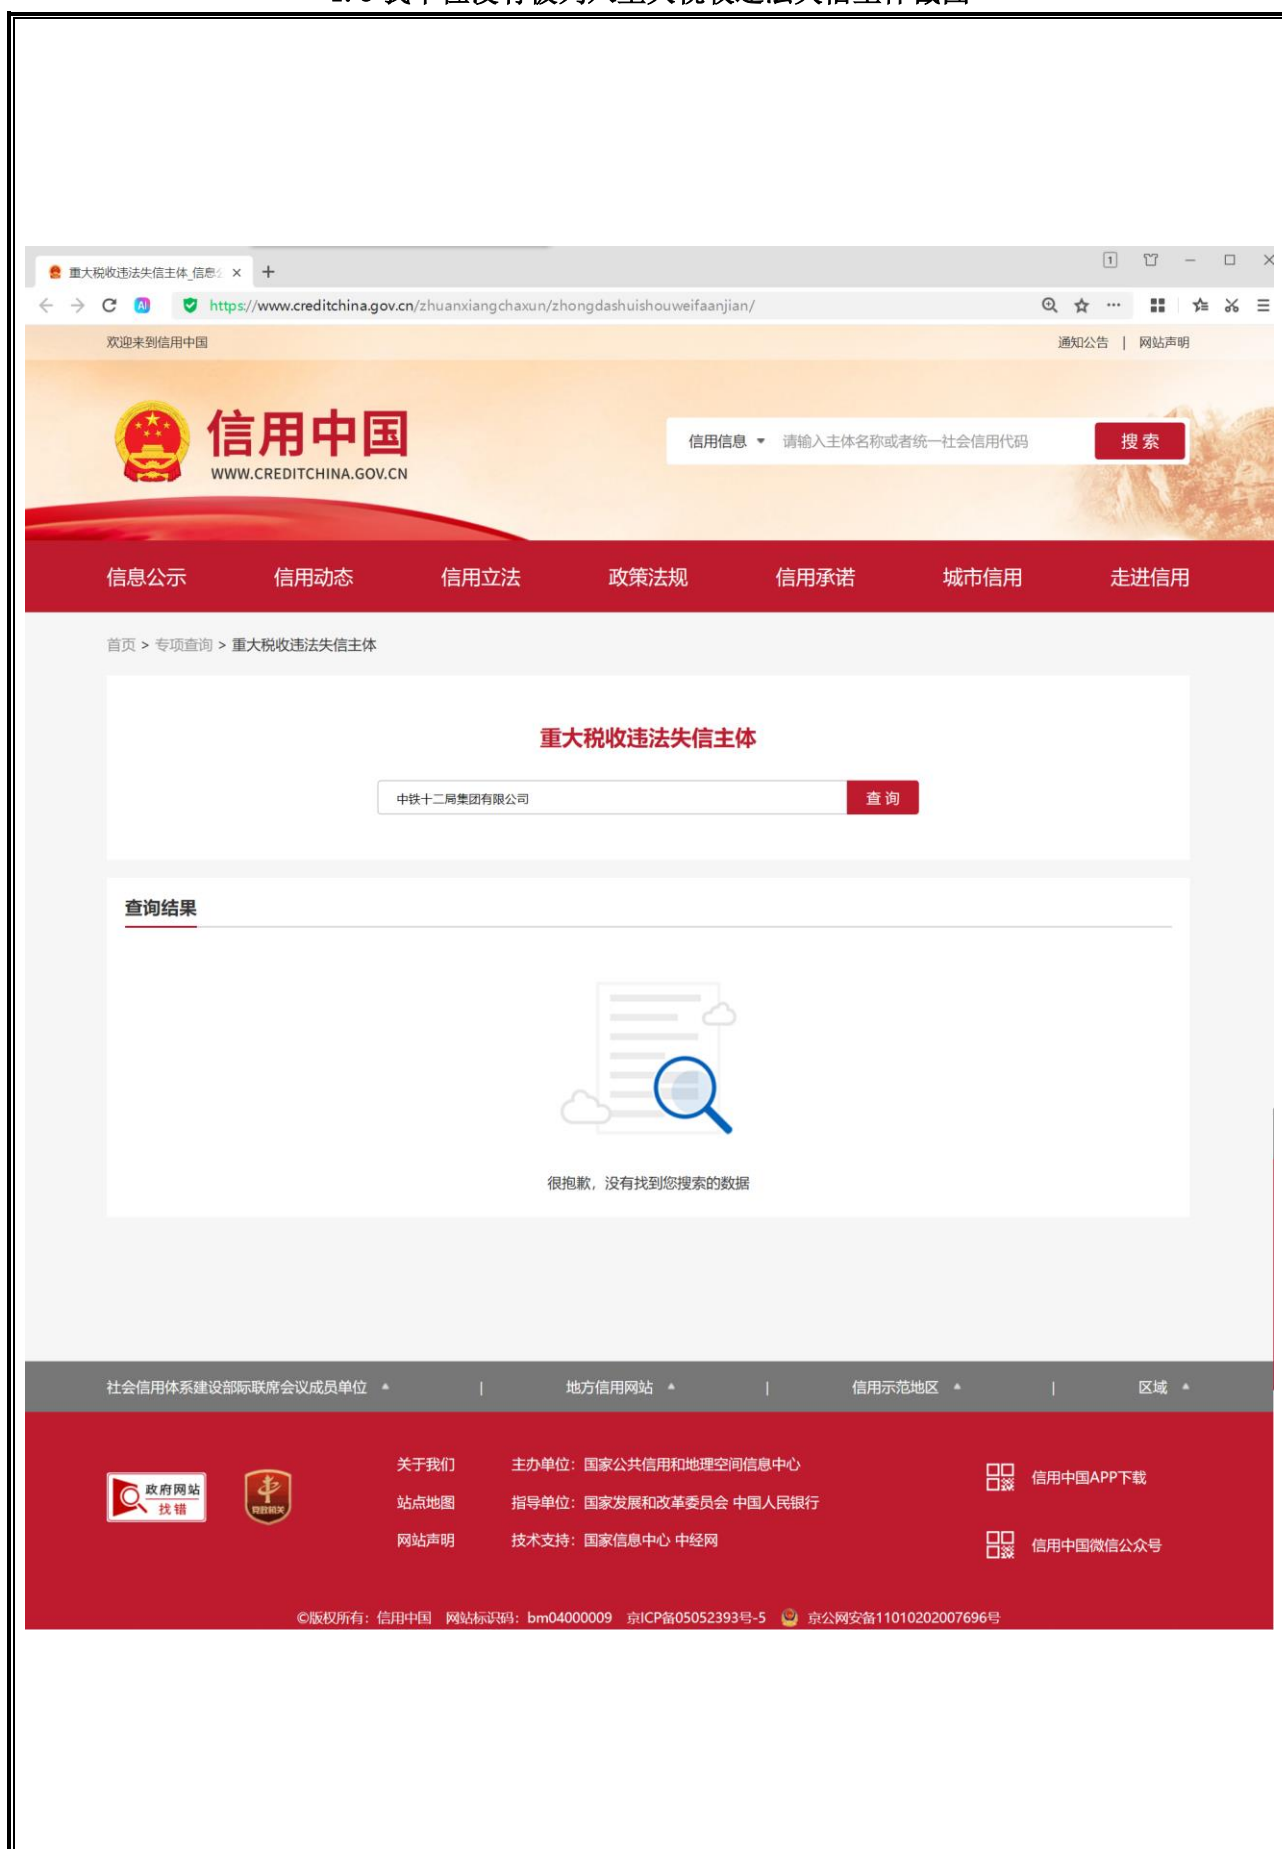 重大税收违法失信主体_信息
https://www.creditchina.gov.cn/zhuanxiangchaxun/zhongdashuishouweifaanjian/
欢迎来到信用中国
通知公告 | 网站声明
信用中国
WWW.CREDITCHINA.GOV.CN
信用信息 请输入主体名称或者统一社会信用代码 搜索
信息公示 信用动态 信用立法 政策法规 信用承诺 城市信用 走进信用
首页 > 专项查询 > 重大税收违法失信主体
重大税收违法失信主体
中铁十二局集团有限公司 查询
查询结果
很抱歉，没有找到您搜索的数据
社会信用体系建设部际联席会议成员单位 | 地方信用网站 | 信用示范地区 | 区域
政府网站
找错
党政机关
关于我们 主办单位：国家公共信用和地理空间信息中心
站点地图 指导单位：国家发展和改革委员会 中国人民银行
网站声明 技术支持：国家信息中心 中经网
信用中国APP下载
信用中国微信公众号
©版权所有：信用中国 网站标识码：bm04000009 京ICP备05052393号-5 京公网安备11010202007696号